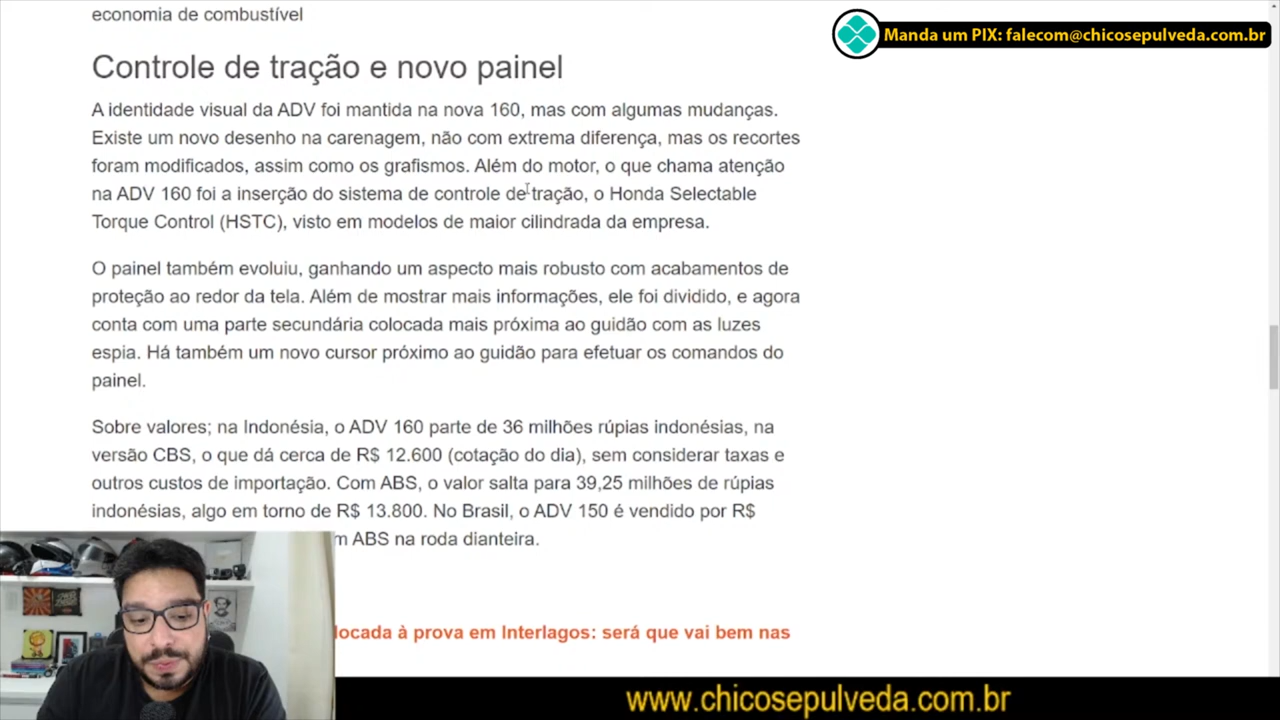 economia de combustível
Manda um PIX: falecom@chicosepulveda.com.br
Controle de tração e novo painel
A identidade visual da ADV foi mantida na nova 160, mas com algumas mudanças.
Existe um novo desenho na carenagem, não com extrema diferença, mas os recortes
foram modificados, assim como os grafismos. Além do motor, o que chama atenção
na ADV 160 foi a inserção do sistema de controle de tração, o Honda Selectable
Torque Control (HSTC), visto em modelos de maior cilindrada da empresa.
O painel também evoluiu, ganhando um aspecto mais robusto com acabamentos de
proteção ao redor da tela. Além de mostrar mais informações, ele foi dividido, e agora
conta com uma parte secundária colocada mais próxima ao guidão com as luzes
espia. Há também um novo cursor próximo ao guidão para efetuar os comandos do
painel.
Sobre valores; na Indonésia, o ADV 160 parte de 36 milhões rúpias indonésias, na
versão CBS, o que dá cerca de R$ 12.600 (cotação do dia), sem considerar taxas e
outros custos de importação. Com ABS, o valor salta para 39,25 milhões de rúpias
indonésias, algo em torno de R$ 13.800. No Brasil, o ADV 150 é vendido por R$
ABS na roda dianteira.
à prova em Interlagos: será que vai bem nas
www.chicosepulveda.com.br